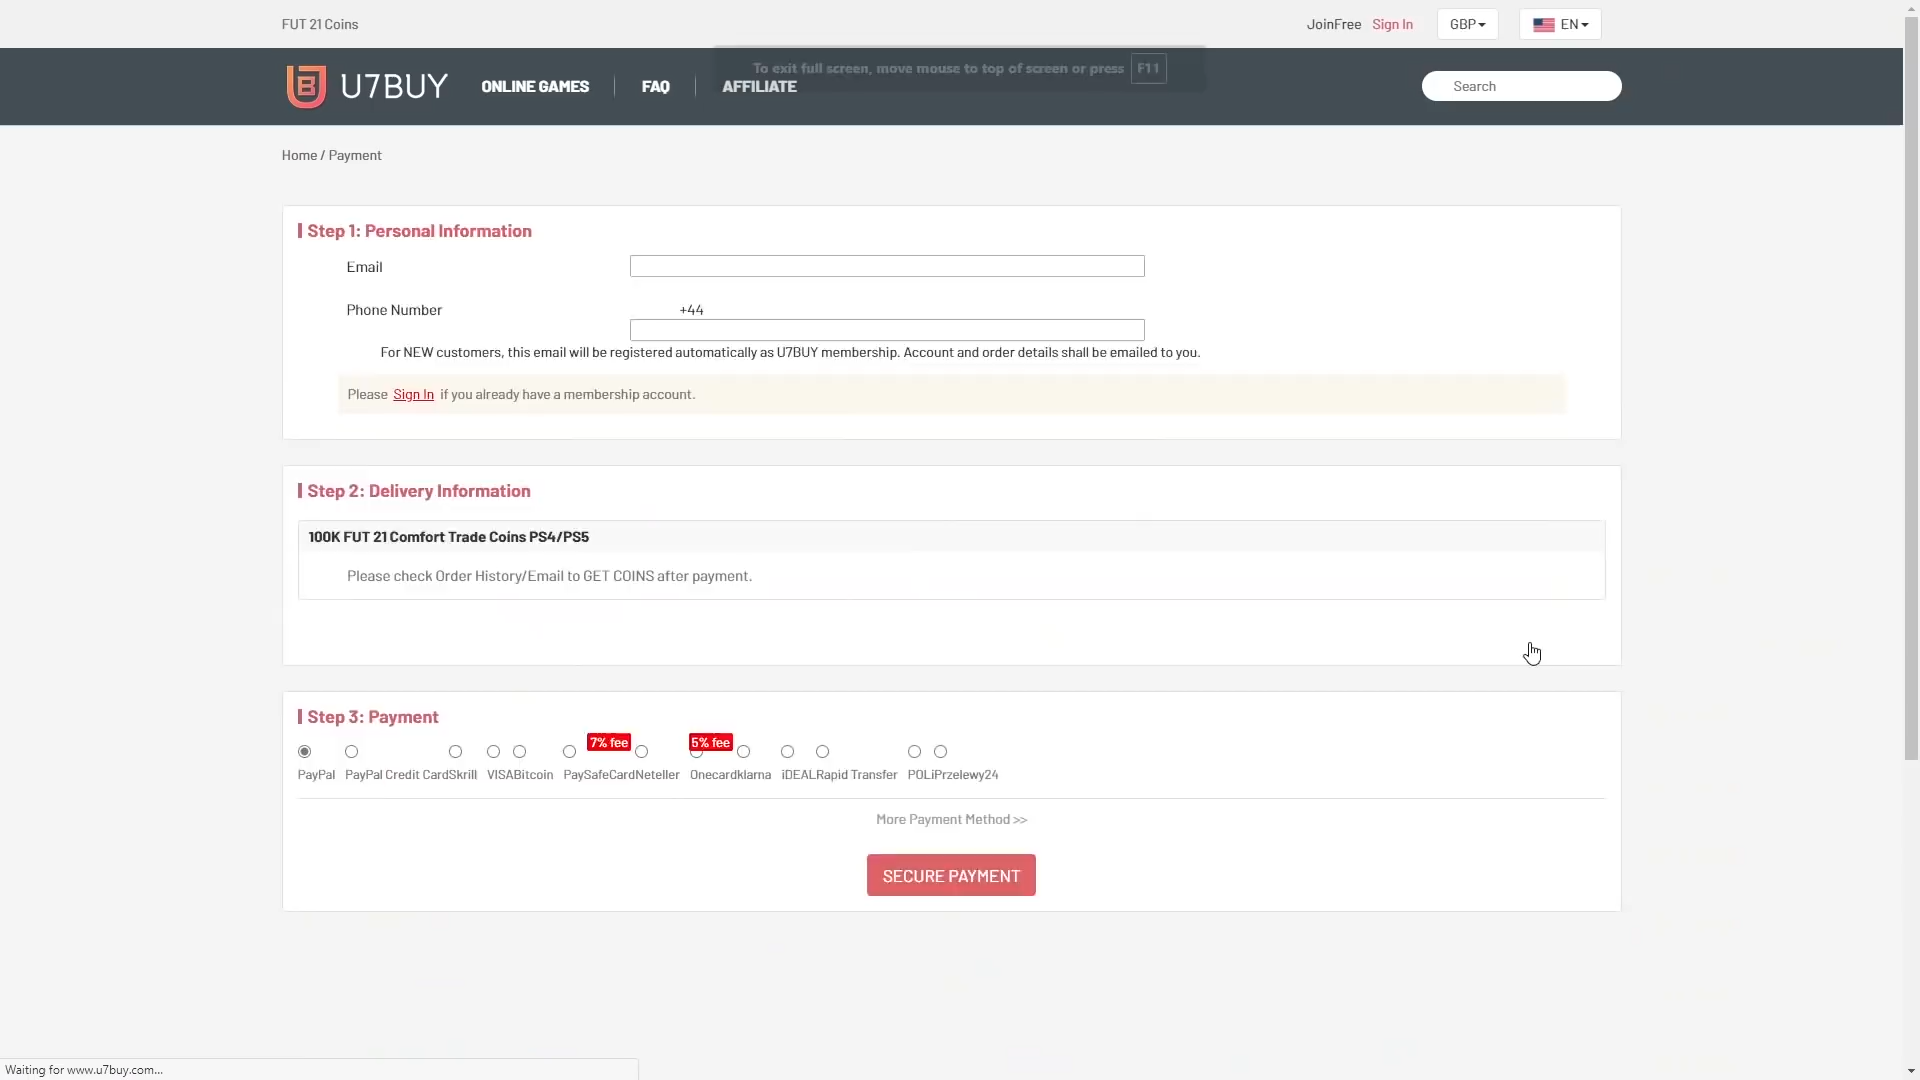 FUT 21 Coins
JoinFree Sign In GBP EN
To exit full screen, move mouse to top of screen or press F11
U7BUY ONLINE GAMES FAQ AFFILIATE Search
Home / Payment
Step 1: Personal Information
Email
Phone Number +44
For NEW customers, this email will be registered automatically as U7BUY membership. Account and order details shall be emailed to you.
Please Sign In if you already have a membership account.
Step 2: Delivery Information
100K FUT 21 Comfort Trade Coins PS4/PS5
Please check Order History/Email to GET COINS after payment.
Step 3: Payment
7% fee 5% fee
PayPal PayPal Credit CardSkrill VISABitcoin PaySafeCardNeteller Onecardklarna iDEALRapid Transfer POLiPrzelewy24
More Payment Method >>
SECURE PAYMENT
Waiting for www.u7buy.com...